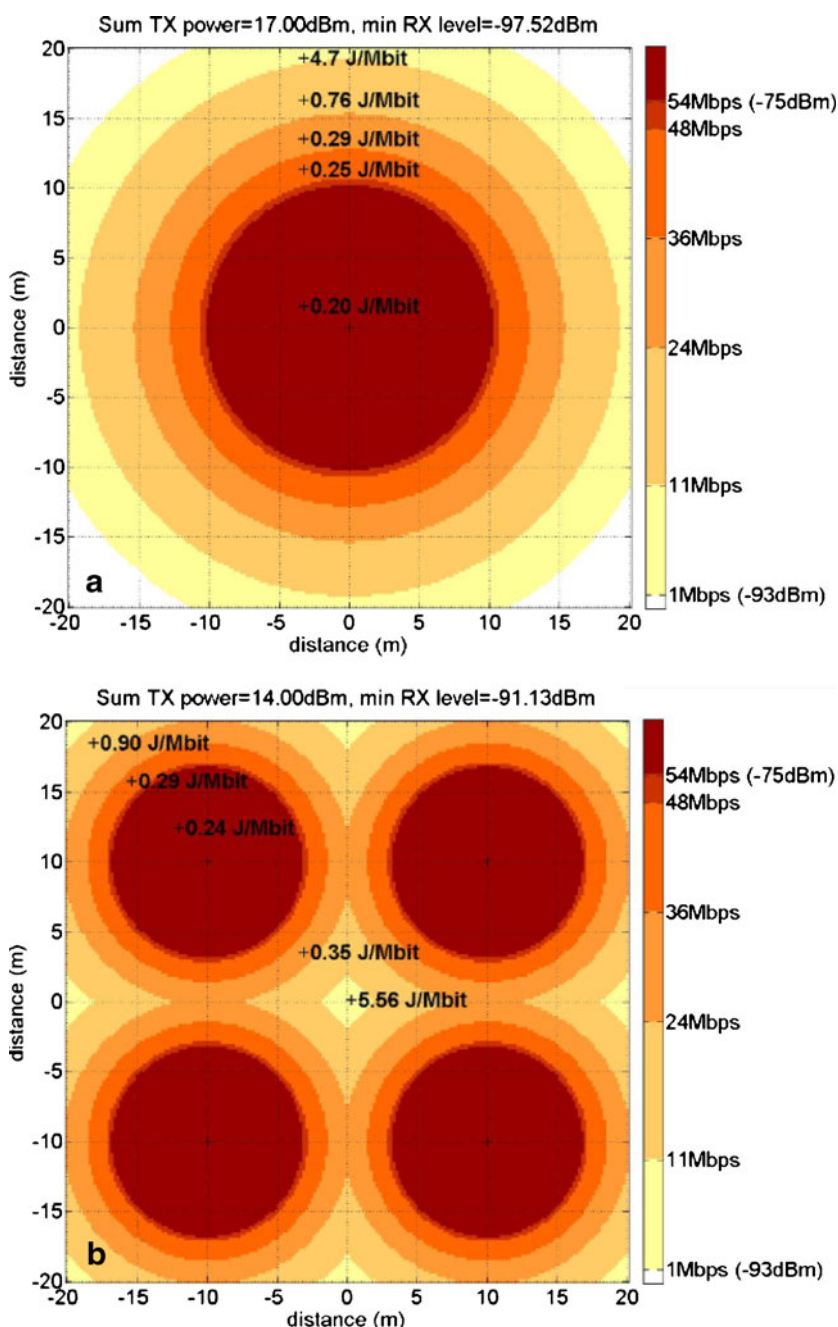 Sum TX power=17.00dBm, min RX level=-97.52dBm
20
15
10
5
0
-5
-10
-15
-20
distance (m)
+4.7 J/Mbit
+0.76 J/Mbit
+0.29 J/Mbit
+0.25 J/Mbit
+0.20 J/Mbit
a
-20 -15 -10 -5 0 5 10 15 20
distance (m)
54Mbps (-75dBm)
48Mbps
36Mbps
24Mbps
11Mbps
1Mbps (-93dBm)
Sum TX power=14.00dBm, min RX level=-91.13dBm
20
15
10
5
0
-5
-10
-15
-20
distance (m)
+0.90 J/Mbit
+0.29 J/Mbit
+0.24 J/Mbit
+0.35 J/Mbit
+5.56 J/Mbit
b
-20 -15 -10 -5 0 5 10 15 20
distance (m)
54Mbps (-75dBm)
48Mbps
36Mbps
24Mbps
11Mbps
1Mbps (-93dBm)